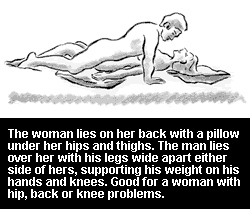 The woman lies on her back with a pillow
under her hips and thighs. The man lies
over her with his legs wide apart either
side of hers, supporting his weight on his
hands and knees. Good for a woman with
hip, back or knee problems.